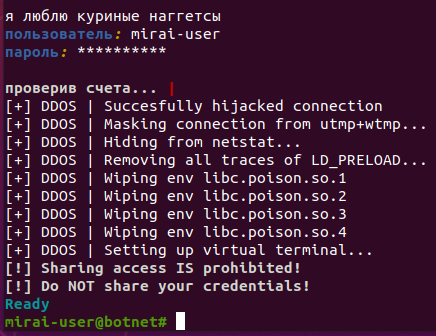 я люблю куриные наггетсы
пользователь: mirai-user
пароль: **********
проверив счета... |
[+] DDOS | Succesfully hijacked connection
[+] DDOS | Masking connection from utmp+wtmp...
[+] DDOS | Hiding from netstat...
[+] DDOS | Removing all traces of LD_PRELOAD...
[+] DDOS | Wiping env libc.poison.so.1
[+] DDOS | Wiping env libc.poison.so.2
[+] DDOS | Wiping env libc.poison.so.3
[+] DDOS | Wiping env libc.poison.so.4
[+] DDOS | Setting up virtual terminal...
[!] Sharing access IS prohibited!
[!] Do NOT share your credentials!
Ready
mirai-user@botnet#